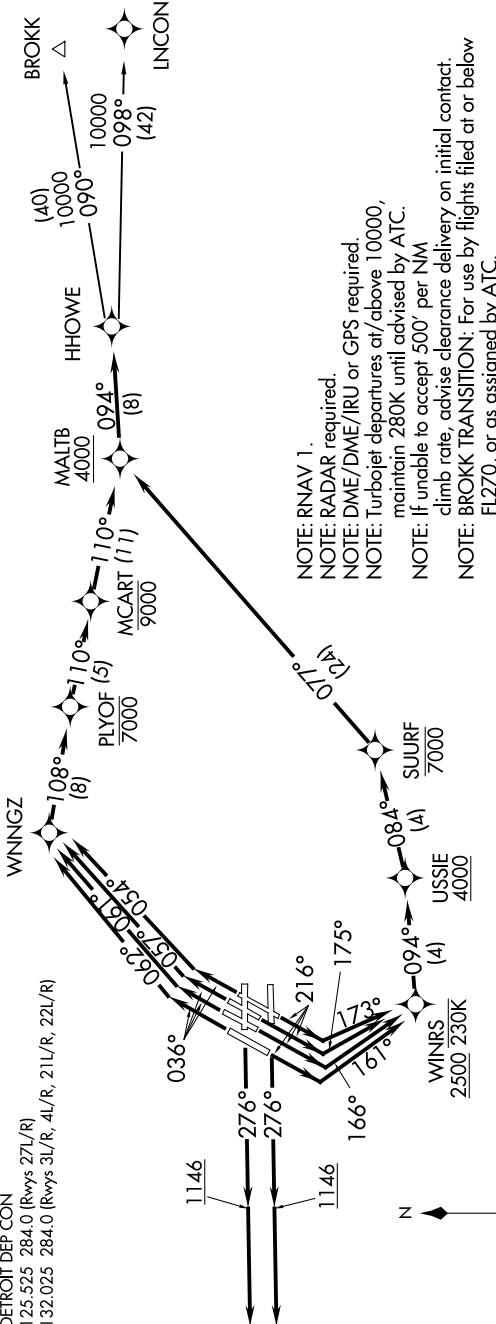 DETROIT DEP CON
125.525 284.0 (Rwys 27L/R)
132.025 284.0 (Rwys 3L/R, 4L/R, 21L/R, 22L/R)
WNNGZ
108°
(8)
PLYOF
7000
110°
(5)
MCART
9000
110°
(11)
MALTB
4000
094°
(8)
HHOWE
(40)
10000
090°
BROKK
10000
098°
(42)
LNCON
062°
061°
057°
054°
036°
216°
276°
276°
1146
1146
175°
173°
166°
161°
WINRS
2500 230K
094°
(4)
USSIE
4000
084°
(4)
SUURF
7000
077°
(24)
N
NOTE: RNAV 1.
NOTE: RADAR required.
NOTE: DME/DME/IRU or GPS required.
NOTE: Turbojet departures at/above 10000,
maintain 280K until advised by ATC.
NOTE: If unable to accept 500' per NM
climb rate, advise clearance delivery on initial contact.
NOTE: BROKK TRANSITION: For use by flights filed at or below
FL270, or as assigned by ATC.